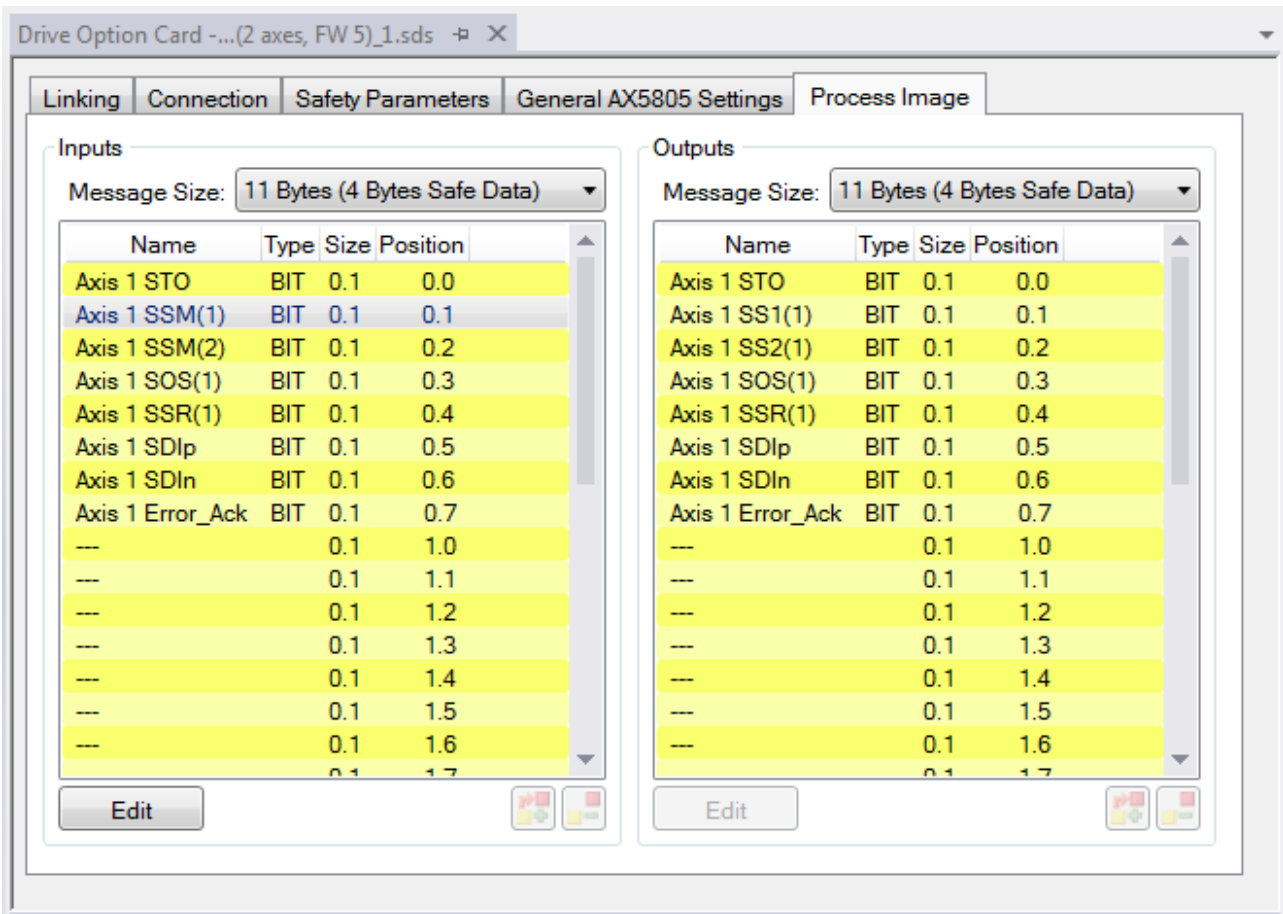 Drive Option Card -...(2 axes, FW 5)_1.sds
Linking Connection Safety Parameters General AX5805 Settings Process Image
Inputs
Message Size: 11 Bytes (4 Bytes Safe Data)
Name Type Size Position
Axis 1 STO BIT 0.1 0.0
Axis 1 SSM(1) BIT 0.1 0.1
Axis 1 SSM(2) BIT 0.1 0.2
Axis 1 SOS(1) BIT 0.1 0.3
Axis 1 SSR(1) BIT 0.1 0.4
Axis 1 SDIp BIT 0.1 0.5
Axis 1 SDIn BIT 0.1 0.6
Axis 1 Error_Ack BIT 0.1 0.7
--- 0.1 1.0
--- 0.1 1.1
--- 0.1 1.2
--- 0.1 1.3
--- 0.1 1.4
--- 0.1 1.5
--- 0.1 1.6
0.1 1.7
Edit
Outputs
Message Size: 11 Bytes (4 Bytes Safe Data)
Name Type Size Position
Axis 1 STO BIT 0.1 0.0
Axis 1 SS1(1) BIT 0.1 0.1
Axis 1 SS2(1) BIT 0.1 0.2
Axis 1 SOS(1) BIT 0.1 0.3
Axis 1 SSR(1) BIT 0.1 0.4
Axis 1 SDIp BIT 0.1 0.5
Axis 1 SDIn BIT 0.1 0.6
Axis 1 Error_Ack BIT 0.1 0.7
--- 0.1 1.0
--- 0.1 1.1
--- 0.1 1.2
--- 0.1 1.3
--- 0.1 1.4
--- 0.1 1.5
--- 0.1 1.6
0.1 1.7
Edit